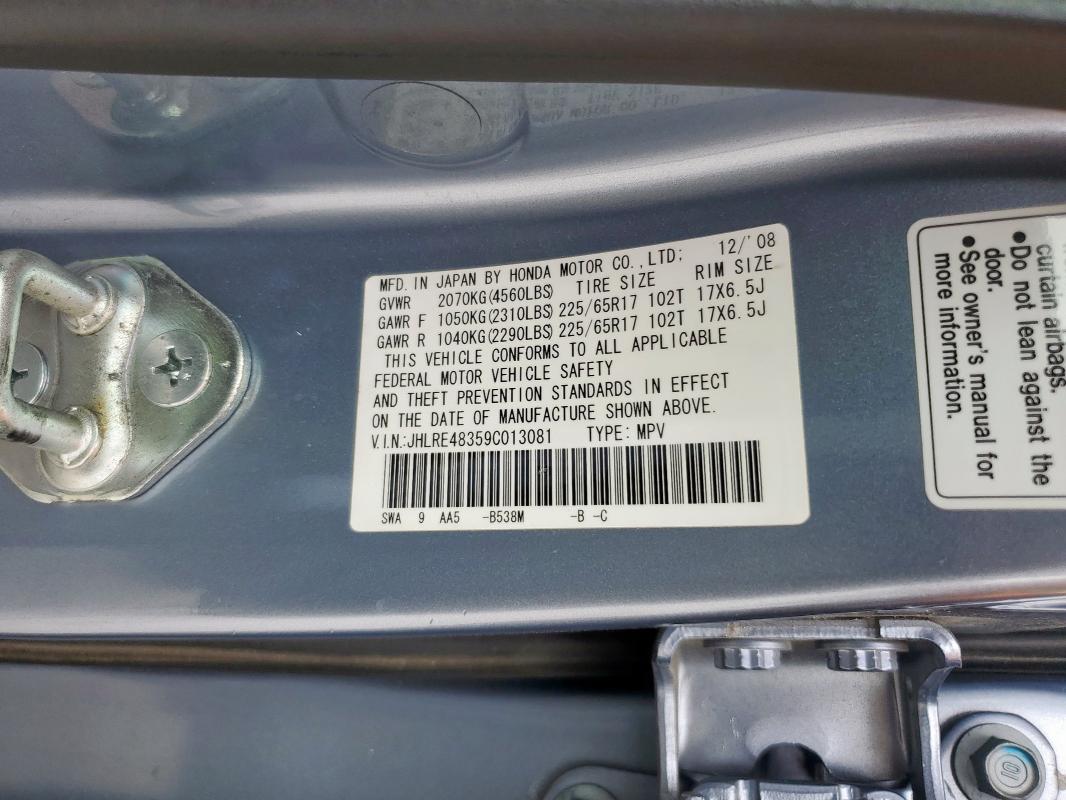 MFD. IN JAPAN BY HONDA MOTOR CO.,LTD; 12/'08
GVWR 2070KG(4560LBS) TIRE SIZE RIM SIZE
GAWR F 1050KG(2310LBS) 225/65R17 102T 17X6.5J
GAWR R 1040KG(2290LBS) 225/65R17 102T 17X6.5J
THIS VEHICLE CONFORMS TO ALL APPLICABLE
FEDERAL MOTOR VEHICLE SAFETY
AND THEFT PREVENTION STANDARDS IN EFFECT
ON THE DATE OF MANUFACTURE SHOWN ABOVE.
V.I.N:JHLRE48359C013081 TYPE: MPV
SWA 9 AA5 -B538M -B -C
curtain airbags.
•Do not lean against the
door.
•See owner's manual for
more information.
10